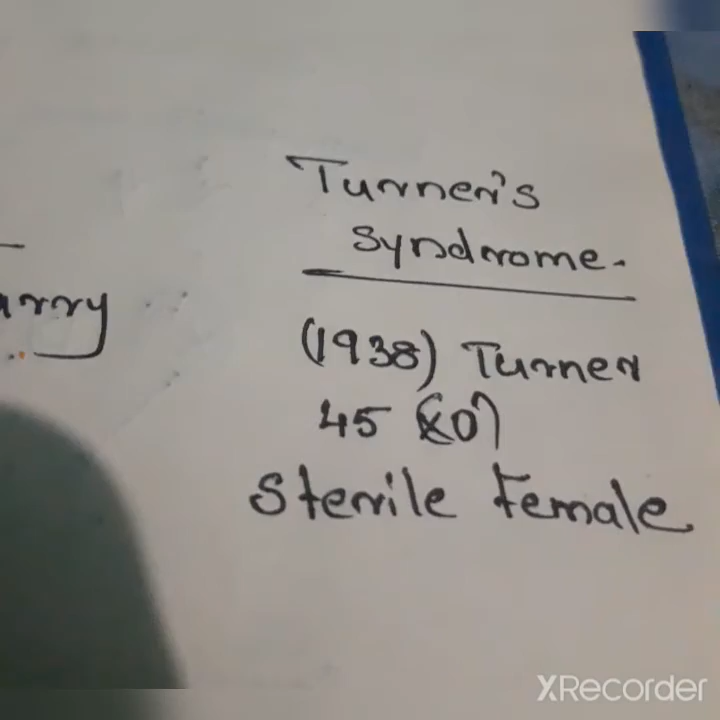 Turner's
Syndrome.
(1938) Turner
45 (XO)
Sterile Female
XRecorder